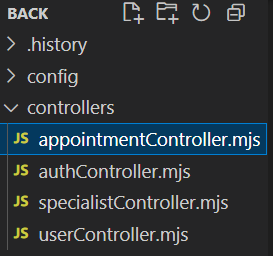 BACK
.history
config
controllers
JS appointmentController.mjs
JS authController.mjs
JS specialistController.mjs
JS userController.mjs